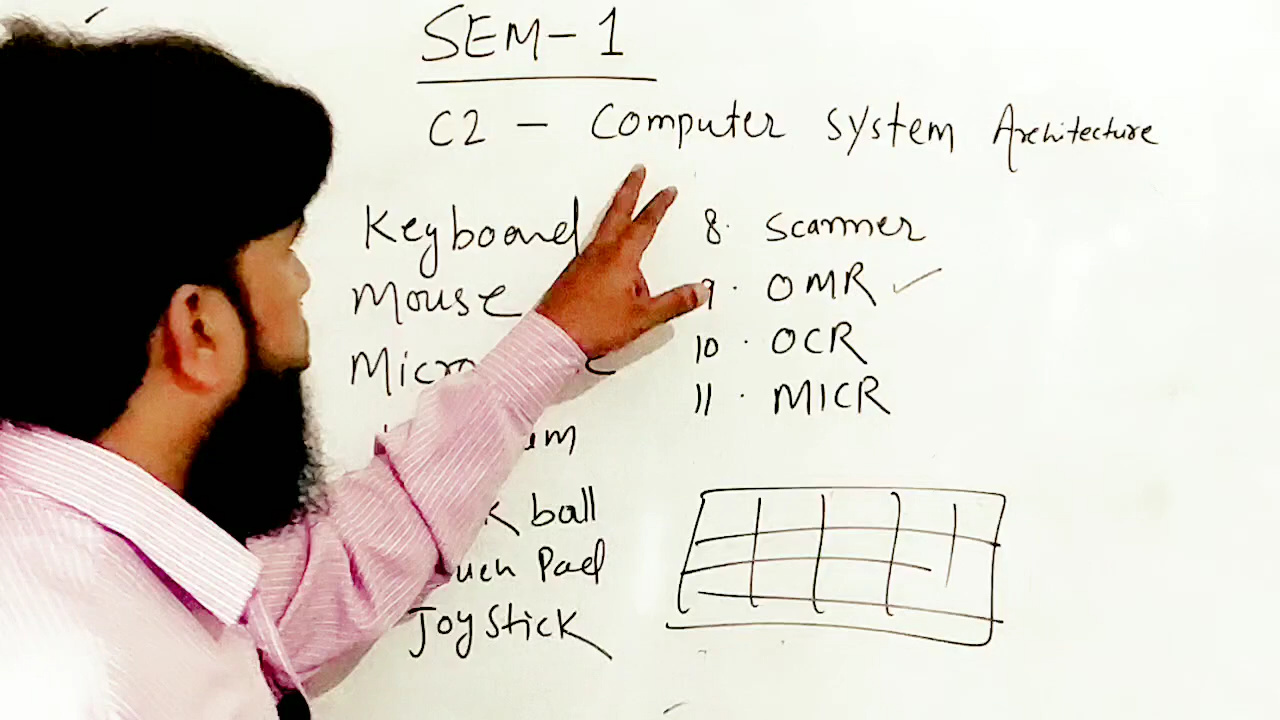 SEM-1
C2 - Computer system Architecture
Keyboard
Mouse
ball
Pad
Joystick
8. Scanner
9. OMR ✓
10. OCR
11. MICR